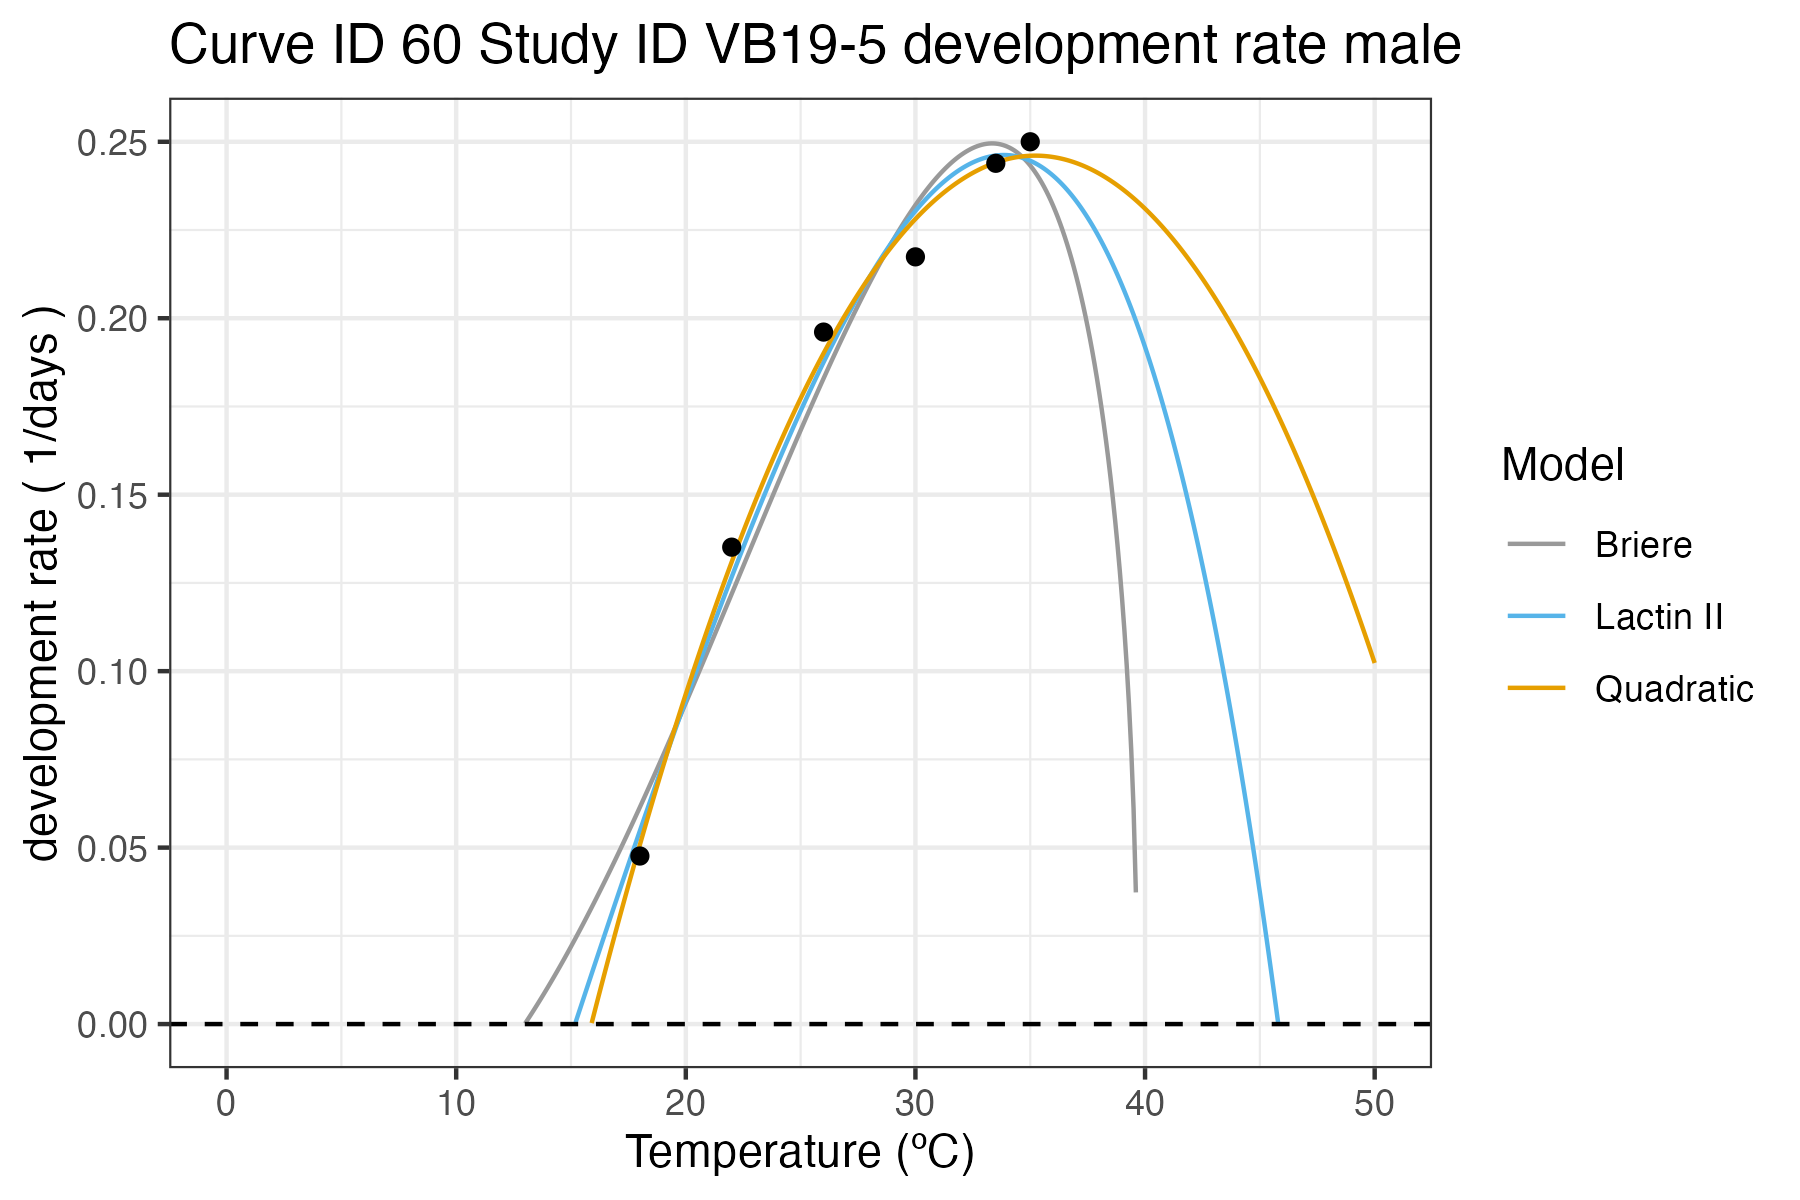 Curve ID 60 Study ID VB19-5 development rate male
development rate ( 1/days )
0.25
0.20
0.15
0.10
0.05
0.00
0 10 20 30 40 50
Temperature (ºC)
Model
Briere
Lactin II
Quadratic